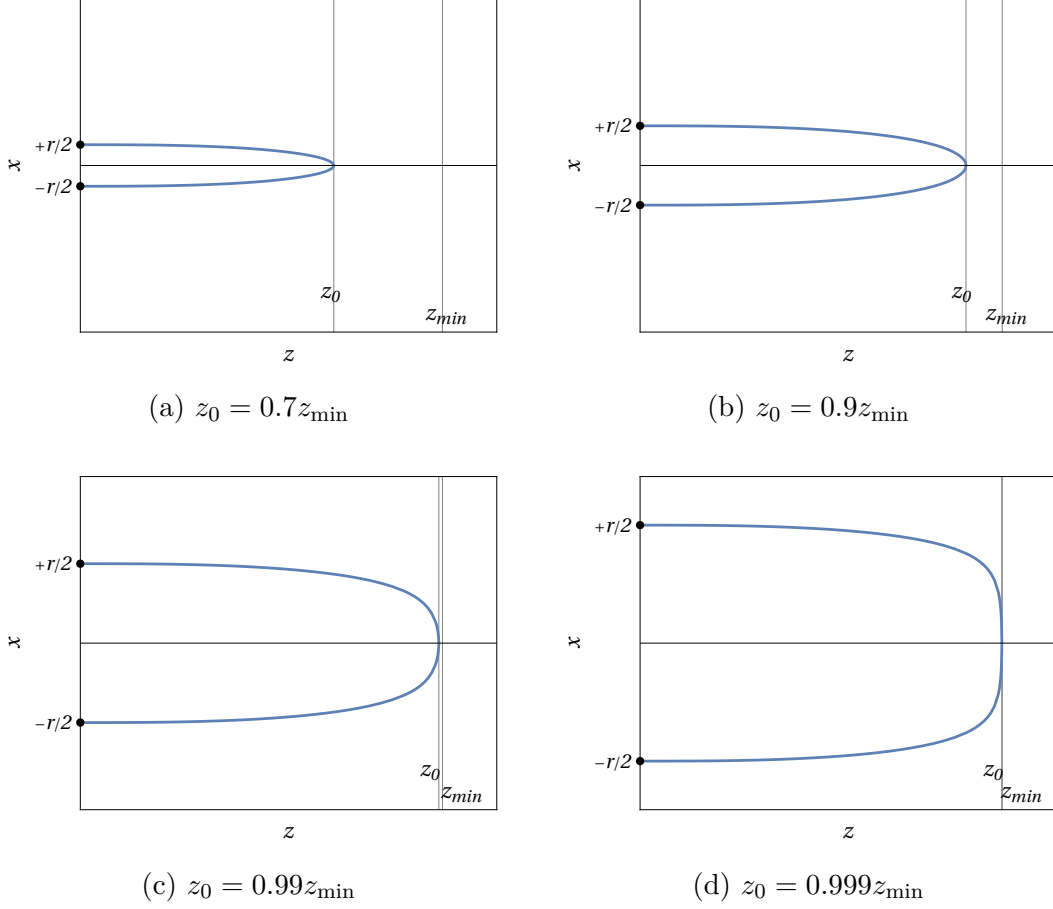 +r/2
x
−r/2
z0
zmin
z
(a) z0 = 0.7zmin
+r/2
x
−r/2
z0
zmin
z
(b) z0 = 0.9zmin
+r/2
x
−r/2
z0
zmin
z
(c) z0 = 0.99zmin
+r/2
x
−r/2
z0
zmin
z
(d) z0 = 0.999zmin